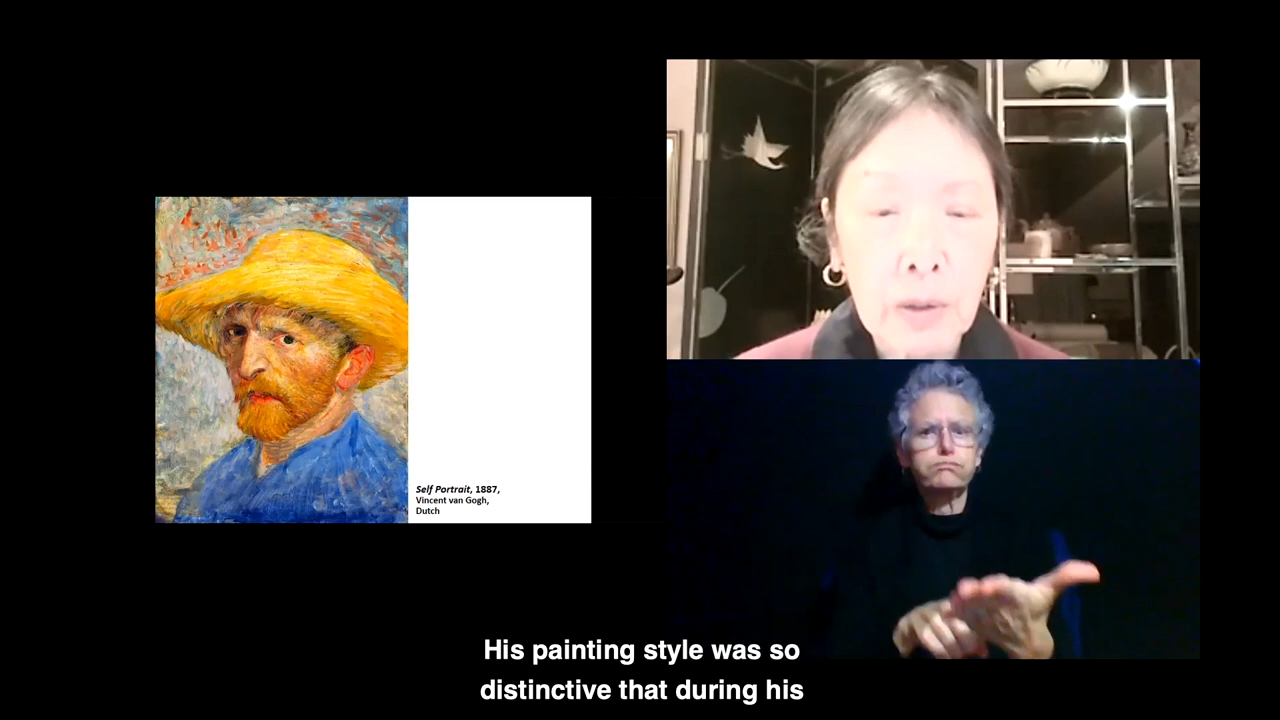 Self Portrait, 1887,
Vincent van Gogh,
Dutch
His painting style was so
distinctive that during his